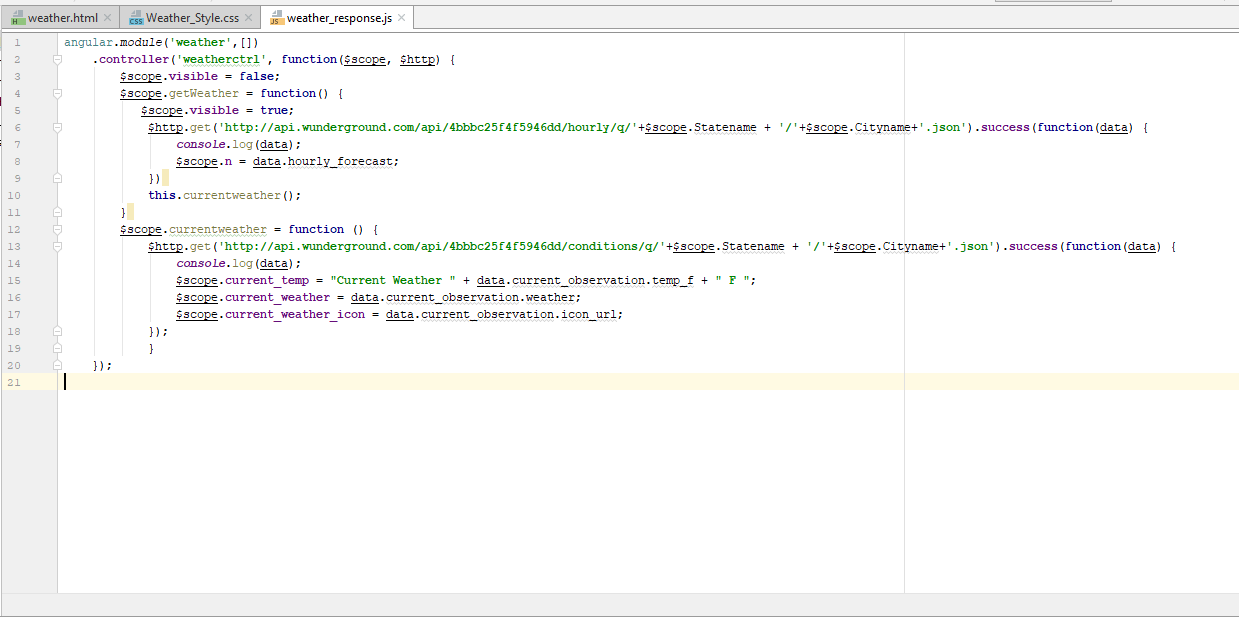 weather.html Weather_Style.css weather_response.js
1 angular.module('weather',[])
2 .controller('weatherctrl', function($scope, $http) {
3 $scope.visible = false;
4 $scope.getWeather = function() {
5 $scope.visible = true;
6 $http.get('http://api.wunderground.com/api/4bbbc25f4f5946dd/hourly/q/'+$scope.Statename + '/'+$scope.Cityname+'.json').success(function(data) {
7 console.log(data);
8 $scope.n = data.hourly_forecast;
9 })
10 this.currentweather();
11 }
12 $scope.currentweather = function () {
13 $http.get('http://api.wunderground.com/api/4bbbc25f4f5946dd/conditions/q/'+$scope.Statename + '/'+$scope.Cityname+'.json').success(function(data) {
14 console.log(data);
15 $scope.current_temp = "Current Weather " + data.current_observation.temp_f + " F ";
16 $scope.current_weather = data.current_observation.weather;
17 $scope.current_weather_icon = data.current_observation.icon_url;
18 });
19 }
20 });
21